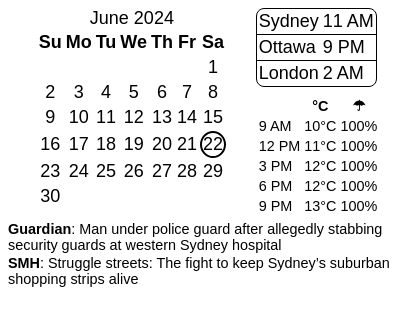 June 2024
Su Mo Tu We Th Fr Sa
1
2 3 4 5 6 7 8
9 10 11 12 13 14 15
16 17 18 19 20 21 22
23 24 25 26 27 28 29
30
Sydney 11 AM
Ottawa 9 PM
London 2 AM
°C ☂
9 AM 10°C 100%
12 PM 11°C 100%
3 PM 12°C 100%
6 PM 12°C 100%
9 PM 13°C 100%
Guardian: Man under police guard after allegedly stabbing
security guards at western Sydney hospital
SMH: Struggle streets: The fight to keep Sydney’s suburban
shopping strips alive